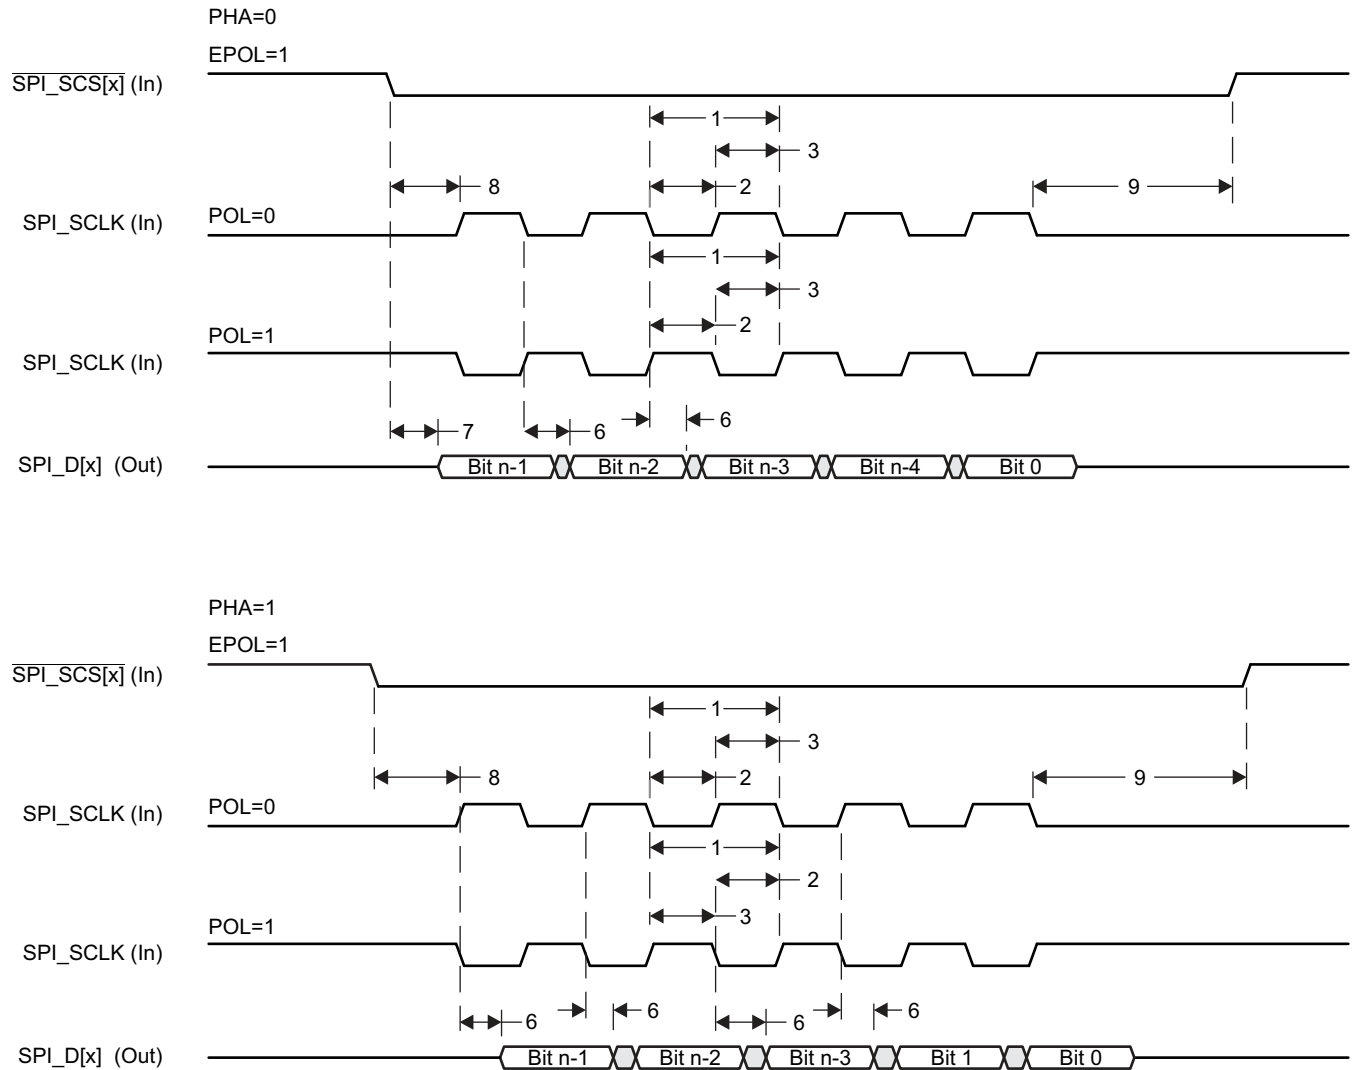 PHA=0
EPOL=1
SPI_SCS[x] (In)
1
3
8
2
9
SPI_SCLK (In)
POL=0
1
3
2
SPI_SCLK (In)
POL=1
7
6
6
SPI_D[x] (Out)
Bit n-1
Bit n-2
Bit n-3
Bit n-4
Bit 0
PHA=1
EPOL=1
SPI_SCS[x] (In)
1
3
8
2
9
SPI_SCLK (In)
POL=0
1
2
3
SPI_SCLK (In)
POL=1
6
6
6
6
SPI_D[x] (Out)
Bit n-1
Bit n-2
Bit n-3
Bit 1
Bit 0